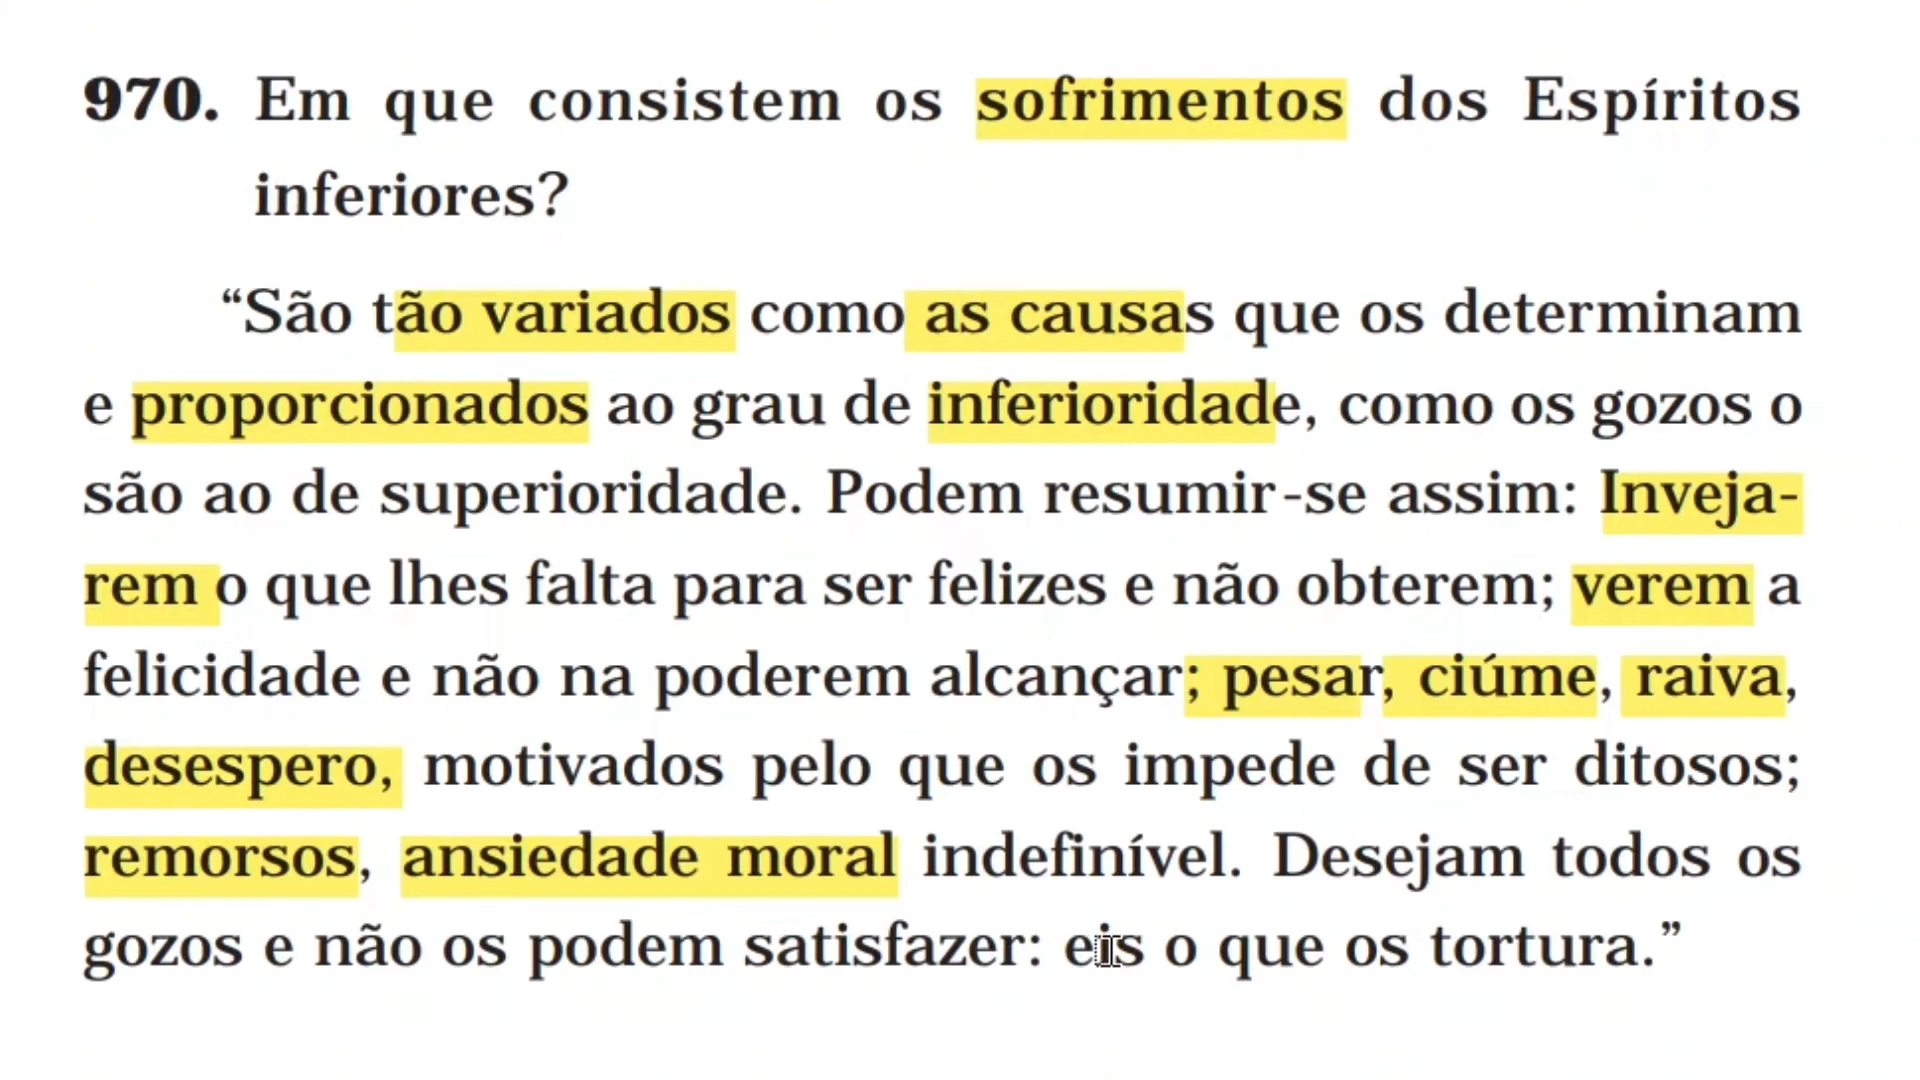 970. Em que consistem os sofrimentos dos Espíritos
inferiores?
“São tão variados como as causas que os determinam
e proporcionados ao grau de inferioridade, como os gozos o
são ao de superioridade. Podem resumir-se assim: Inveja-
rem o que lhes falta para ser felizes e não obterem; verem a
felicidade e não na poderem alcançar; pesar, ciúme, raiva,
desespero, motivados pelo que os impede de ser ditosos;
remorsos, ansiedade moral indefinível. Desejam todos os
gozos e não os podem satisfazer: eis o que os tortura.”